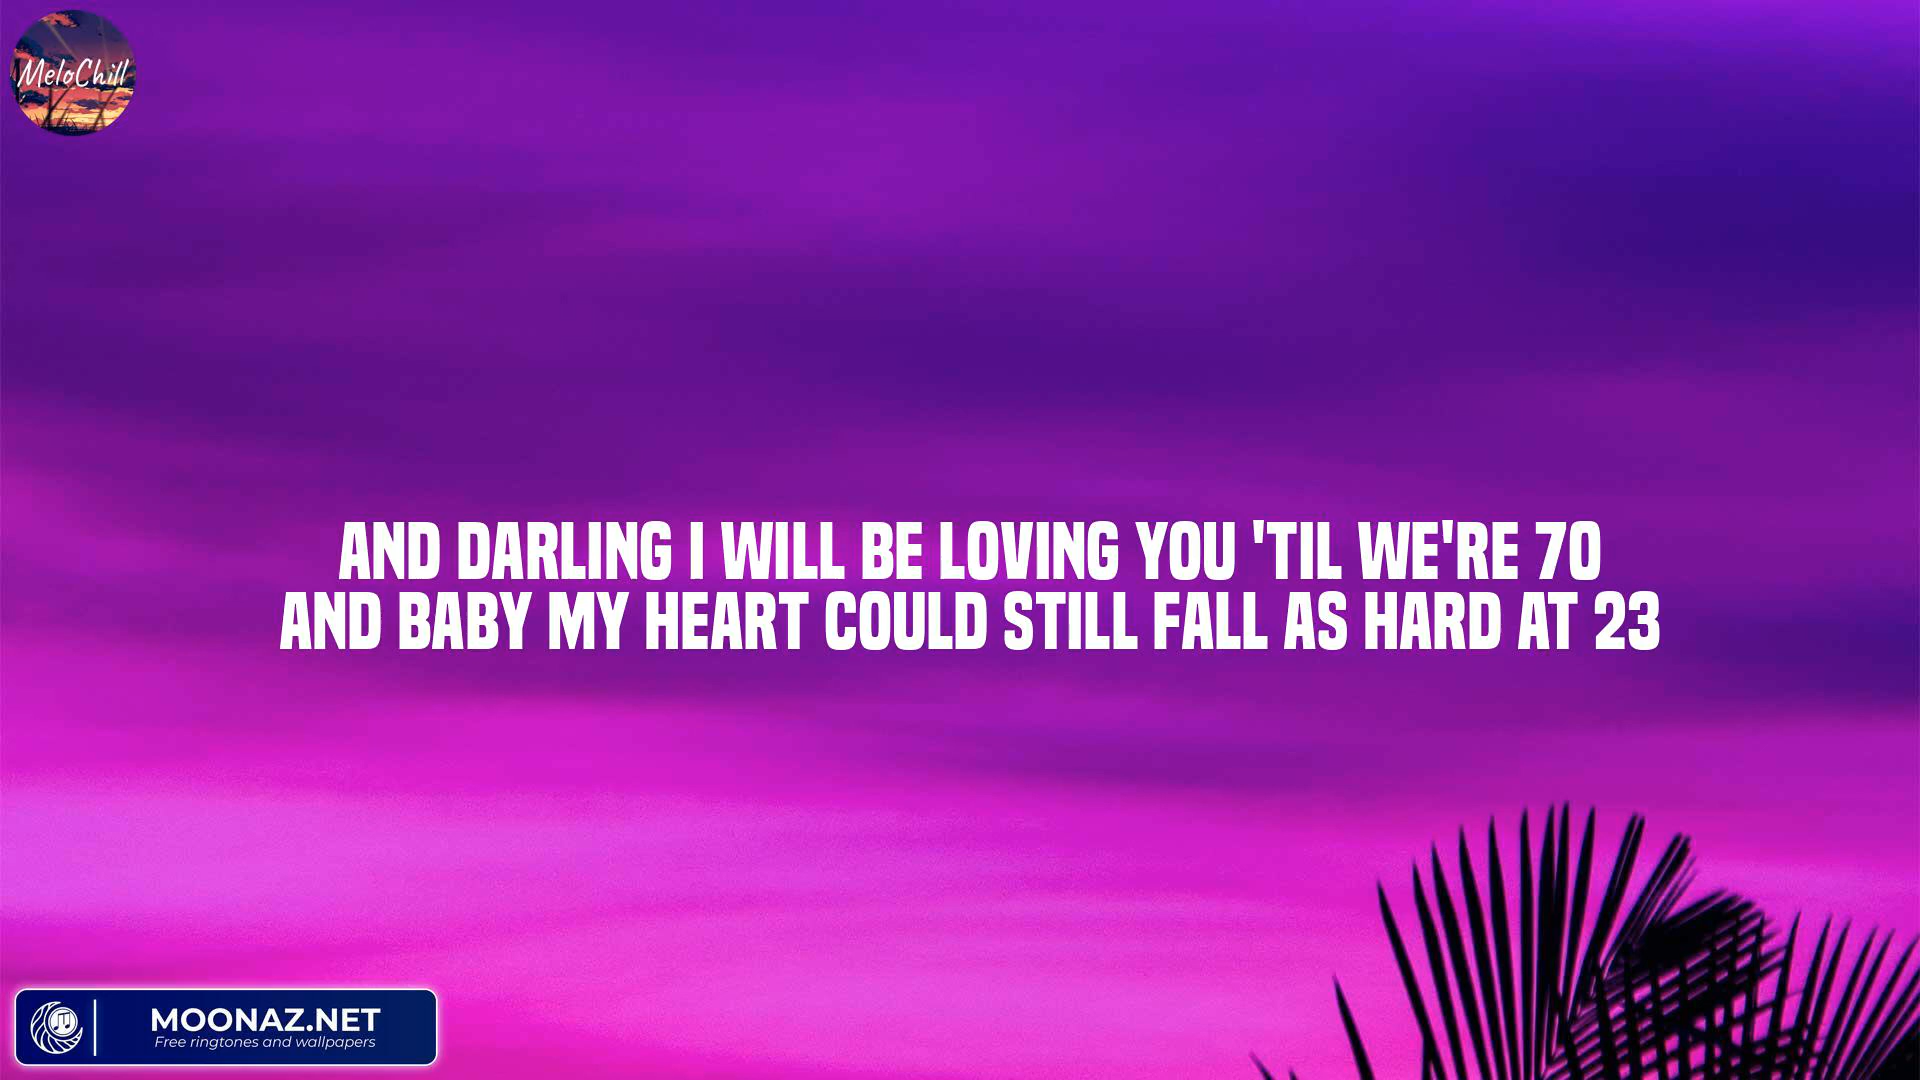 MeloChill
AND DARLING I WILL BE LOVING YOU 'TIL WE'RE 70
AND BABY MY HEART COULD STILL FALL AS HARD AT 23
MOONAZ.NET
Free ringtones and wallpapers